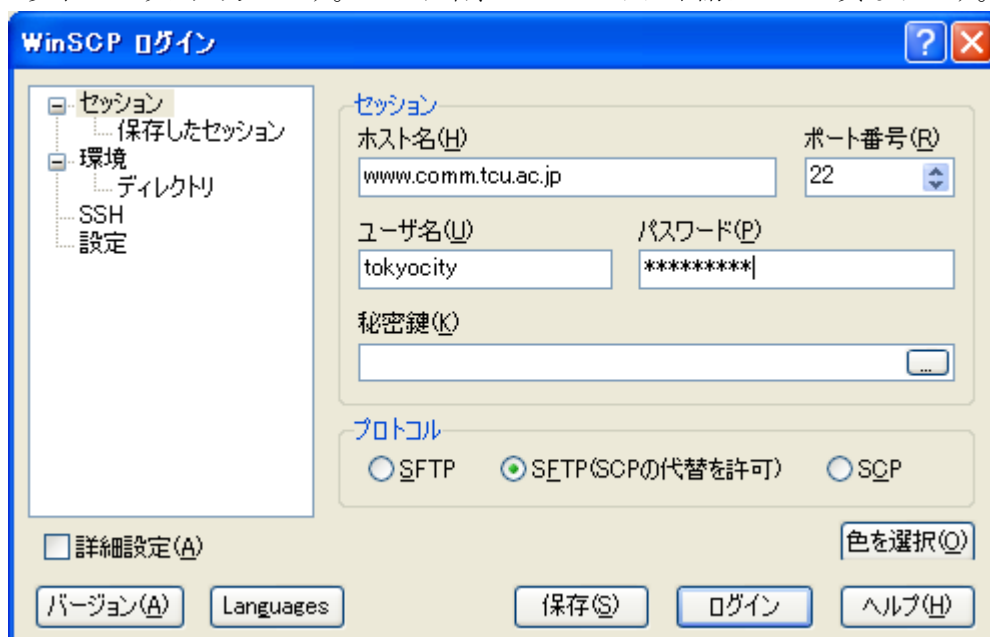 WinSCP ログイン
セッション
保存したセッション
環境
ディレクトリ
SSH
設定
セッション
ホスト名(H)
ポート番号(R)
www.comm.tcu.ac.jp
22
ユーザ名(U)
パスワード(P)
tokyocity
*********
秘密鍵(K)
...
プロトコル
SFTP
SFTP(SCPの代替を許可)
SCP
詳細設定(A)
色を選択(O)
バージョン(A)
Languages
保存(S)
ログイン
ヘルプ(H)